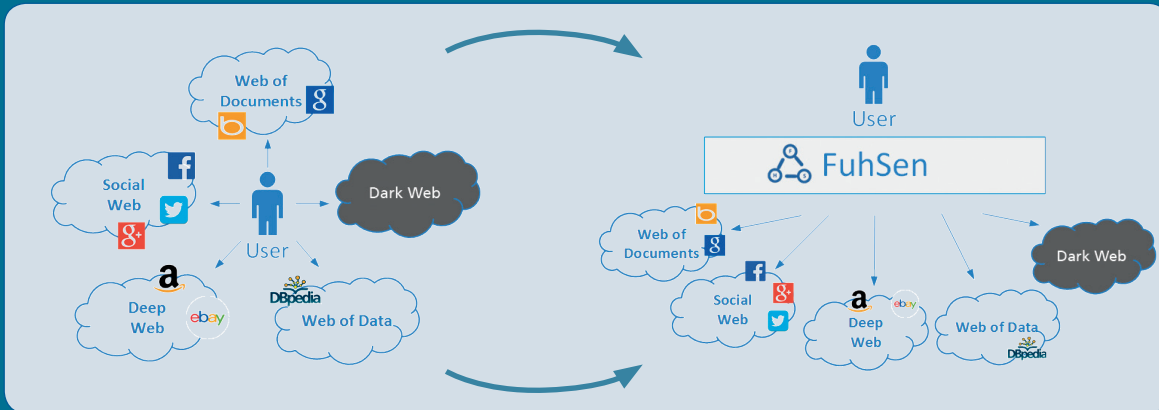 Web of
Documents
g
b
Social
Web
f
g+
User
Dark Web
a
Deep
Web
ebay
DBpedia
Web of Data
User
FuhSen
b
Web of
Documents
g
f
Social
Web
g+
a
ebay
Deep
Web
Web of Data
DBpedia
Dark Web